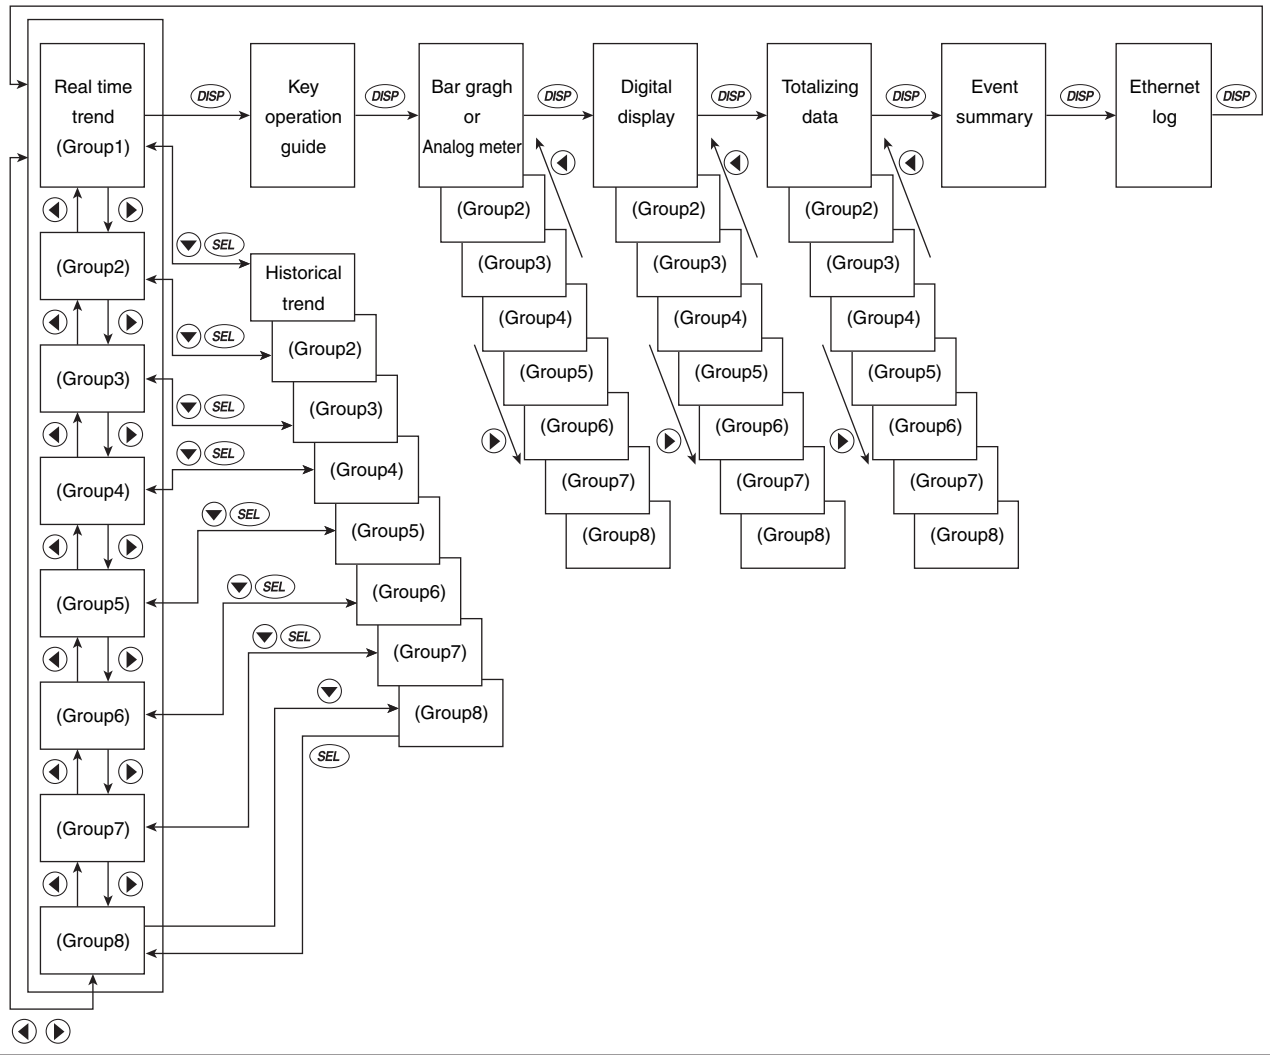 Real time
trend
(Group1)
DISP
Key
operation
guide
DISP
Bar gragh
or
Analog meter
DISP
Digital
display
DISP
Totalizing
data
DISP
Event
summary
DISP
Ethernet
log
DISP
(Group2)
(Group3)
(Group4)
(Group5)
(Group6)
(Group7)
(Group8)
SEL
SEL
SEL
SEL
SEL
SEL
SEL
SEL
Historical
trend
(Group2)
(Group3)
(Group4)
(Group5)
(Group6)
(Group7)
(Group8)
(Group2)
(Group3)
(Group4)
(Group5)
(Group6)
(Group7)
(Group8)
(Group2)
(Group3)
(Group4)
(Group5)
(Group6)
(Group7)
(Group8)
(Group2)
(Group3)
(Group4)
(Group5)
(Group6)
(Group7)
(Group8)